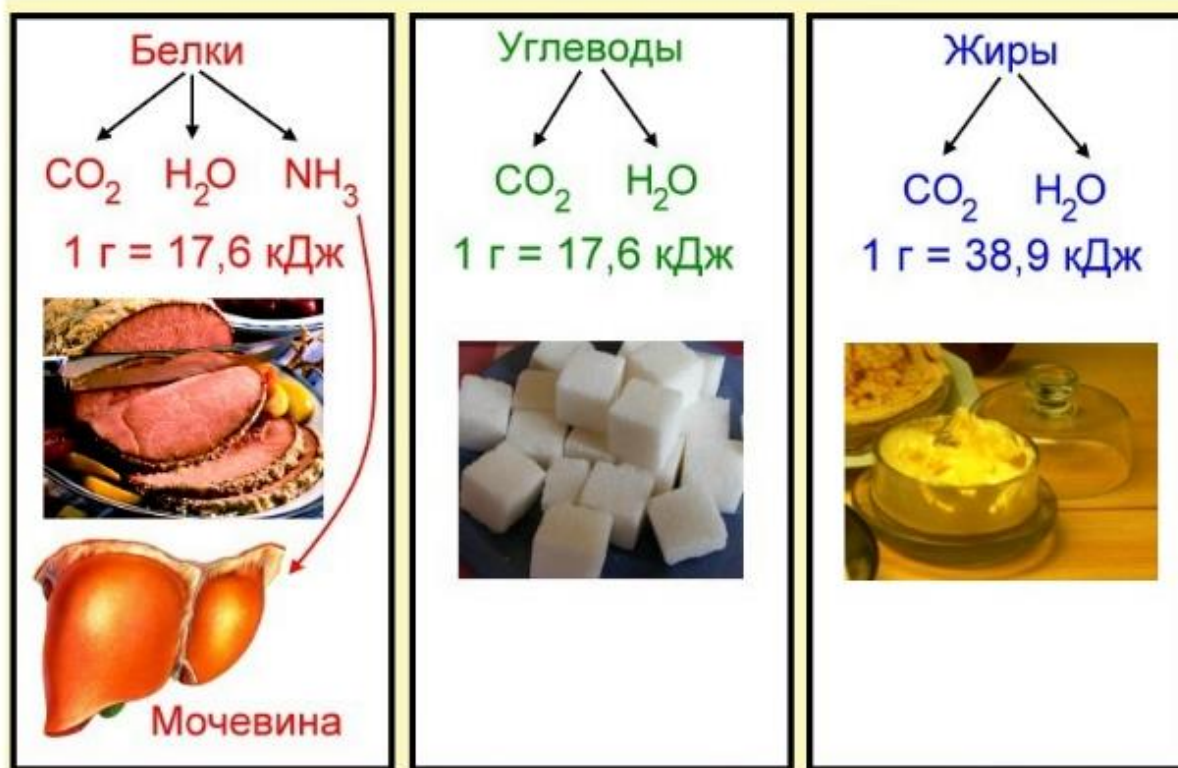 Белки
CO₂ H₂O NH₃
1 г = 17,6 кДж
Мочевина
Углеводы
CO₂ H₂O
1 г = 17,6 кДж
Жиры
CO₂ H₂O
1 г = 38,9 кДж